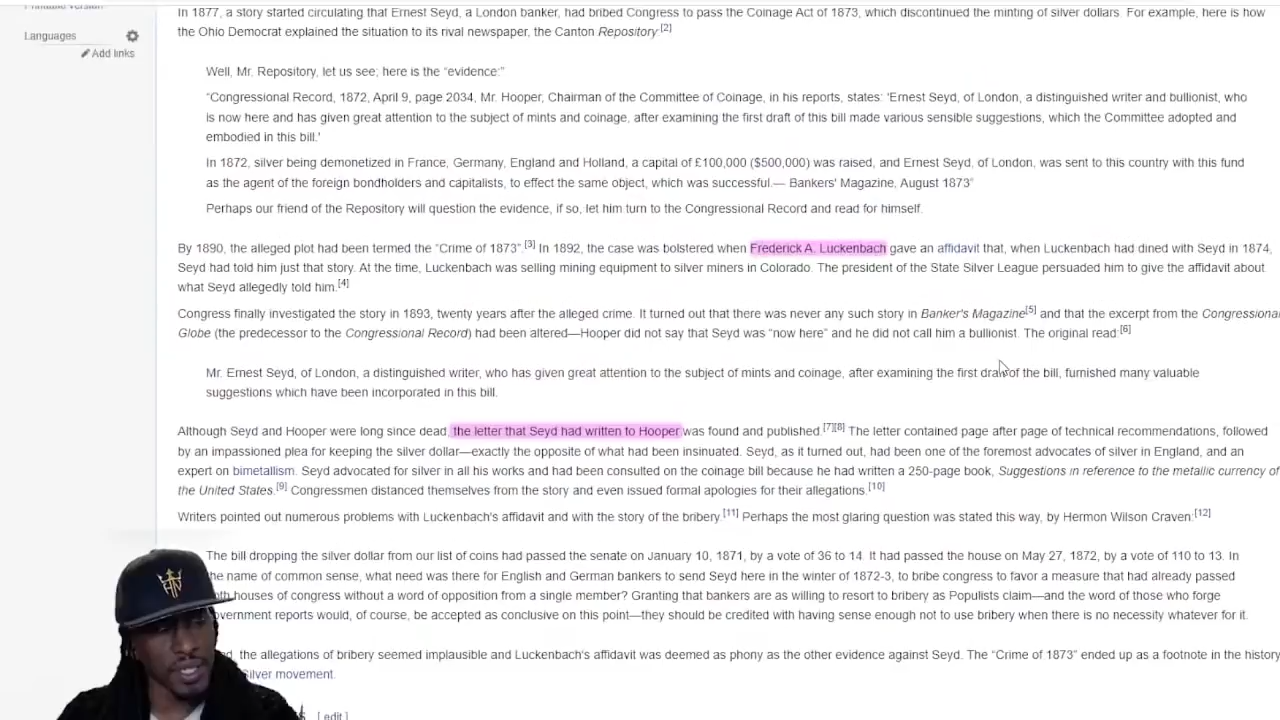 Printable version
Languages
Add links
In 1877, a story started circulating that Ernest Seyd, a London banker, had bribed Congress to pass the Coinage Act of 1873, which discontinued the minting of silver dollars. For example, here is how
the Ohio Democrat explained the situation to its rival newspaper, the Canton Repository:[2]
Well, Mr. Repository, let us see; here is the “evidence:”
“Congressional Record, 1872, April 9, page 2034, Mr. Hooper, Chairman of the Committee of Coinage, in his reports, states: 'Ernest Seyd, of London, a distinguished writer and bullionist, who
is now here and has given great attention to the subject of mints and coinage, after examining the first draft of this bill made various sensible suggestions, which the Committee adopted and
embodied in this bill.'
In 1872, silver being demonetized in France, Germany, England and Holland, a capital of £100,000 ($500,000) was raised, and Ernest Seyd, of London, was sent to this country with this fund
as the agent of the foreign bondholders and capitalists, to effect the same object, which was successful.— Bankers' Magazine, August 1873”
Perhaps our friend of the Repository will question the evidence, if so, let him turn to the Congressional Record and read for himself.
By 1890, the alleged plot had been termed the “Crime of 1873”.[3] In 1892, the case was bolstered when Frederick A. Luckenbach gave an affidavit that, when Luckenbach had dined with Seyd in 1874,
Seyd had told him just that story. At the time, Luckenbach was selling mining equipment to silver miners in Colorado. The president of the State Silver League persuaded him to give the affidavit about
what Seyd allegedly told him.[4]
Congress finally investigated the story in 1893, twenty years after the alleged crime. It turned out that there was never any such story in Banker's Magazine[5] and that the excerpt from the Congressional
Globe (the predecessor to the Congressional Record) had been altered—Hooper did not say that Seyd was “now here” and he did not call him a bullionist. The original read:[6]
Mr. Ernest Seyd, of London, a distinguished writer, who has given great attention to the subject of mints and coinage, after examining the first draft of the bill, furnished many valuable
suggestions which have been incorporated in this bill.
Although Seyd and Hooper were long since dead, the letter that Seyd had written to Hooper was found and published.[7][8] The letter contained page after page of technical recommendations, followed
by an impassioned plea for keeping the silver dollar—exactly the opposite of what had been insinuated. Seyd, as it turned out, had been one of the foremost advocates of silver in England, and an
expert on bimetallism. Seyd advocated for silver in all his works and had been consulted on the coinage bill because he had written a 250-page book, Suggestions in reference to the metallic currency of
the United States.[9] Congressmen distanced themselves from the story and even issued formal apologies for their allegations.[10]
Writers pointed out numerous problems with Luckenbach's affidavit and with the story of the bribery.[11] Perhaps the most glaring question was stated this way, by Hermon Wilson Craven:[12]
The bill dropping the silver dollar from our list of coins had passed the senate on January 10, 1871, by a vote of 36 to 14. It had passed the house on May 27, 1872, by a vote of 110 to 13. In
the name of common sense, what need was there for English and German bankers to send Seyd here in the winter of 1872-3, to bribe congress to favor a measure that had already passed
houses of congress without a word of opposition from a single member? Granting that bankers are as willing to resort to bribery as Populists claim—and the word of those who forge
government reports would, of course, be accepted as conclusive on this point—they should be credited with having sense enough not to use bribery when there is no necessity whatever for it.
the allegations of bribery seemed implausible and Luckenbach's affidavit was deemed as phony as the other evidence against Seyd. The “Crime of 1873” ended up as a footnote in the history
Silver movement.
[ edit ]